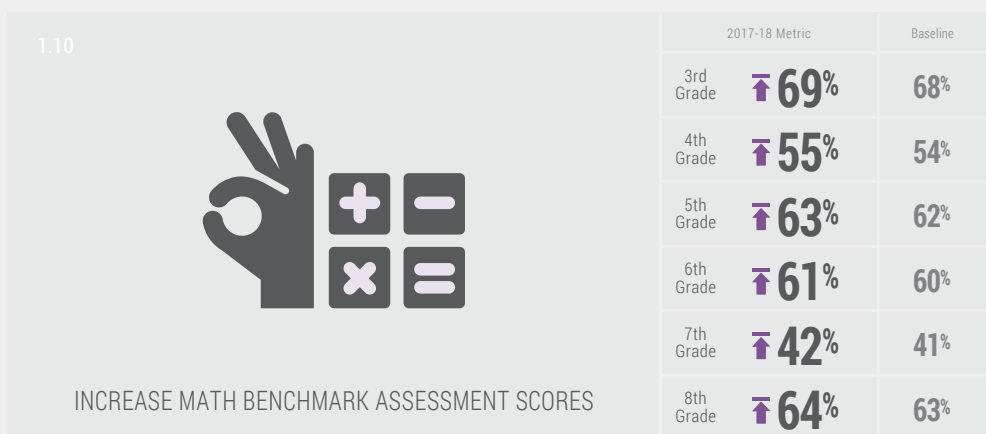 1.10
INCREASE MATH BENCHMARK ASSESSMENT SCORES
2017-18 Metric Baseline
3rd Grade 69% 68%
4th Grade 55% 54%
5th Grade 63% 62%
6th Grade 61% 60%
7th Grade 42% 41%
8th Grade 64% 63%